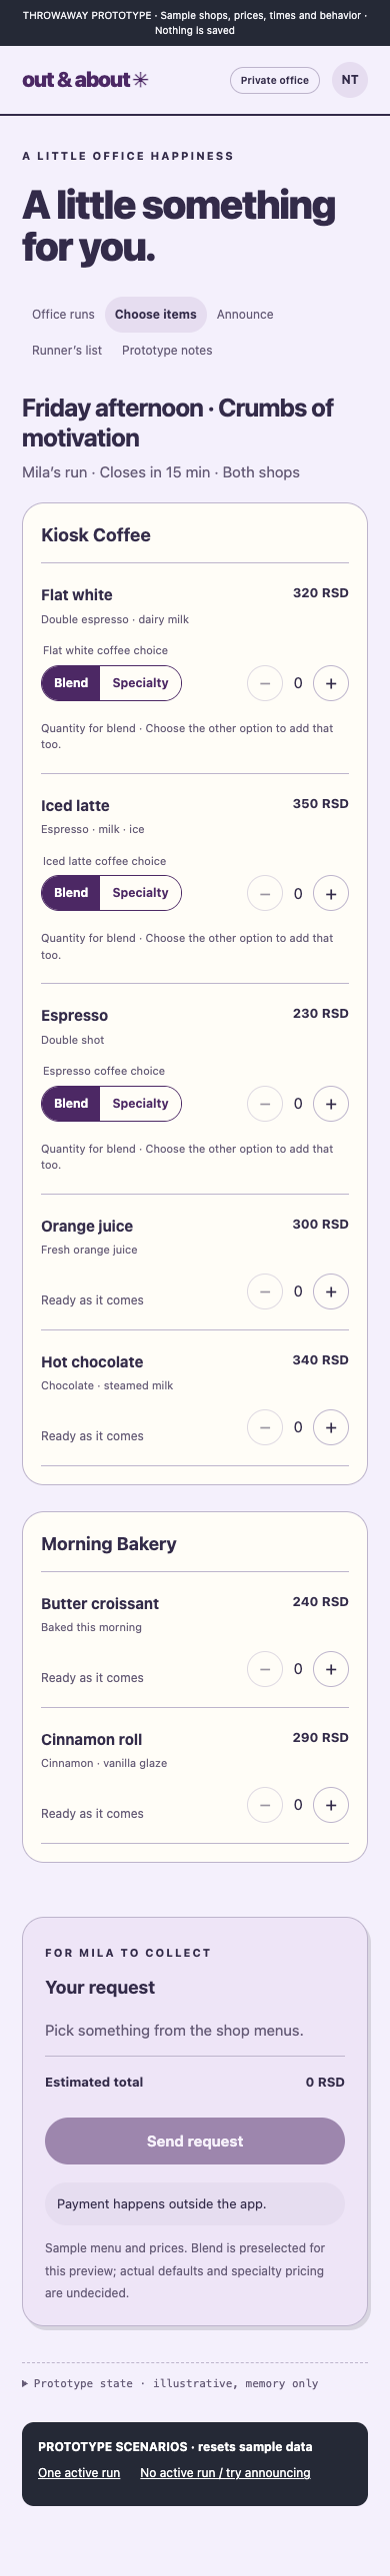 THROWAWAY PROTOTYPE · Sample shops, prices, times and behavior ·
Nothing is saved
out & about✳
Private office
NT
A LITTLE OFFICE HAPPINESS
A little something
for you.
Office runs
Choose items
Announce
Runner’s list
Prototype notes
Friday afternoon · Crumbs of
motivation
Mila’s run · Closes in 15 min · Both shops
Kiosk Coffee
Flat white
320 RSD
Double espresso · dairy milk
Flat white coffee choice
Blend
Specialty
− 0 +
Quantity for blend · Choose the other option to add that
too.
Iced latte
350 RSD
Espresso · milk · ice
Iced latte coffee choice
Blend
Specialty
− 0 +
Quantity for blend · Choose the other option to add that
too.
Espresso
230 RSD
Double shot
Espresso coffee choice
Blend
Specialty
− 0 +
Quantity for blend · Choose the other option to add that
too.
Orange juice
300 RSD
Fresh orange juice
Ready as it comes
− 0 +
Hot chocolate
340 RSD
Chocolate · steamed milk
Ready as it comes
− 0 +
Morning Bakery
Butter croissant
240 RSD
Baked this morning
Ready as it comes
− 0 +
Cinnamon roll
290 RSD
Cinnamon · vanilla glaze
Ready as it comes
− 0 +
FOR MILA TO COLLECT
Your request
Pick something from the shop menus.
Estimated total
0 RSD
Send request
Payment happens outside the app.
Sample menu and prices. Blend is preselected for
this preview; actual defaults and specialty pricing
are undecided.
▶ Prototype state · illustrative, memory only
PROTOTYPE SCENARIOS · resets sample data
One active run
No active run / try announcing